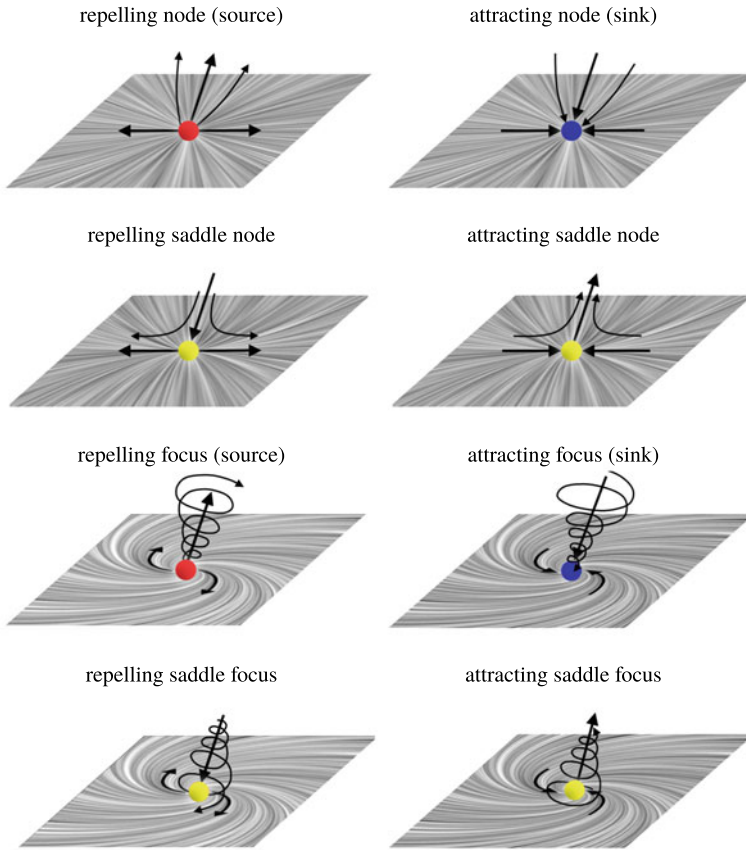 repelling node (source)
attracting node (sink)
repelling saddle node
attracting saddle node
repelling focus (source)
attracting focus (sink)
repelling saddle focus
attracting saddle focus